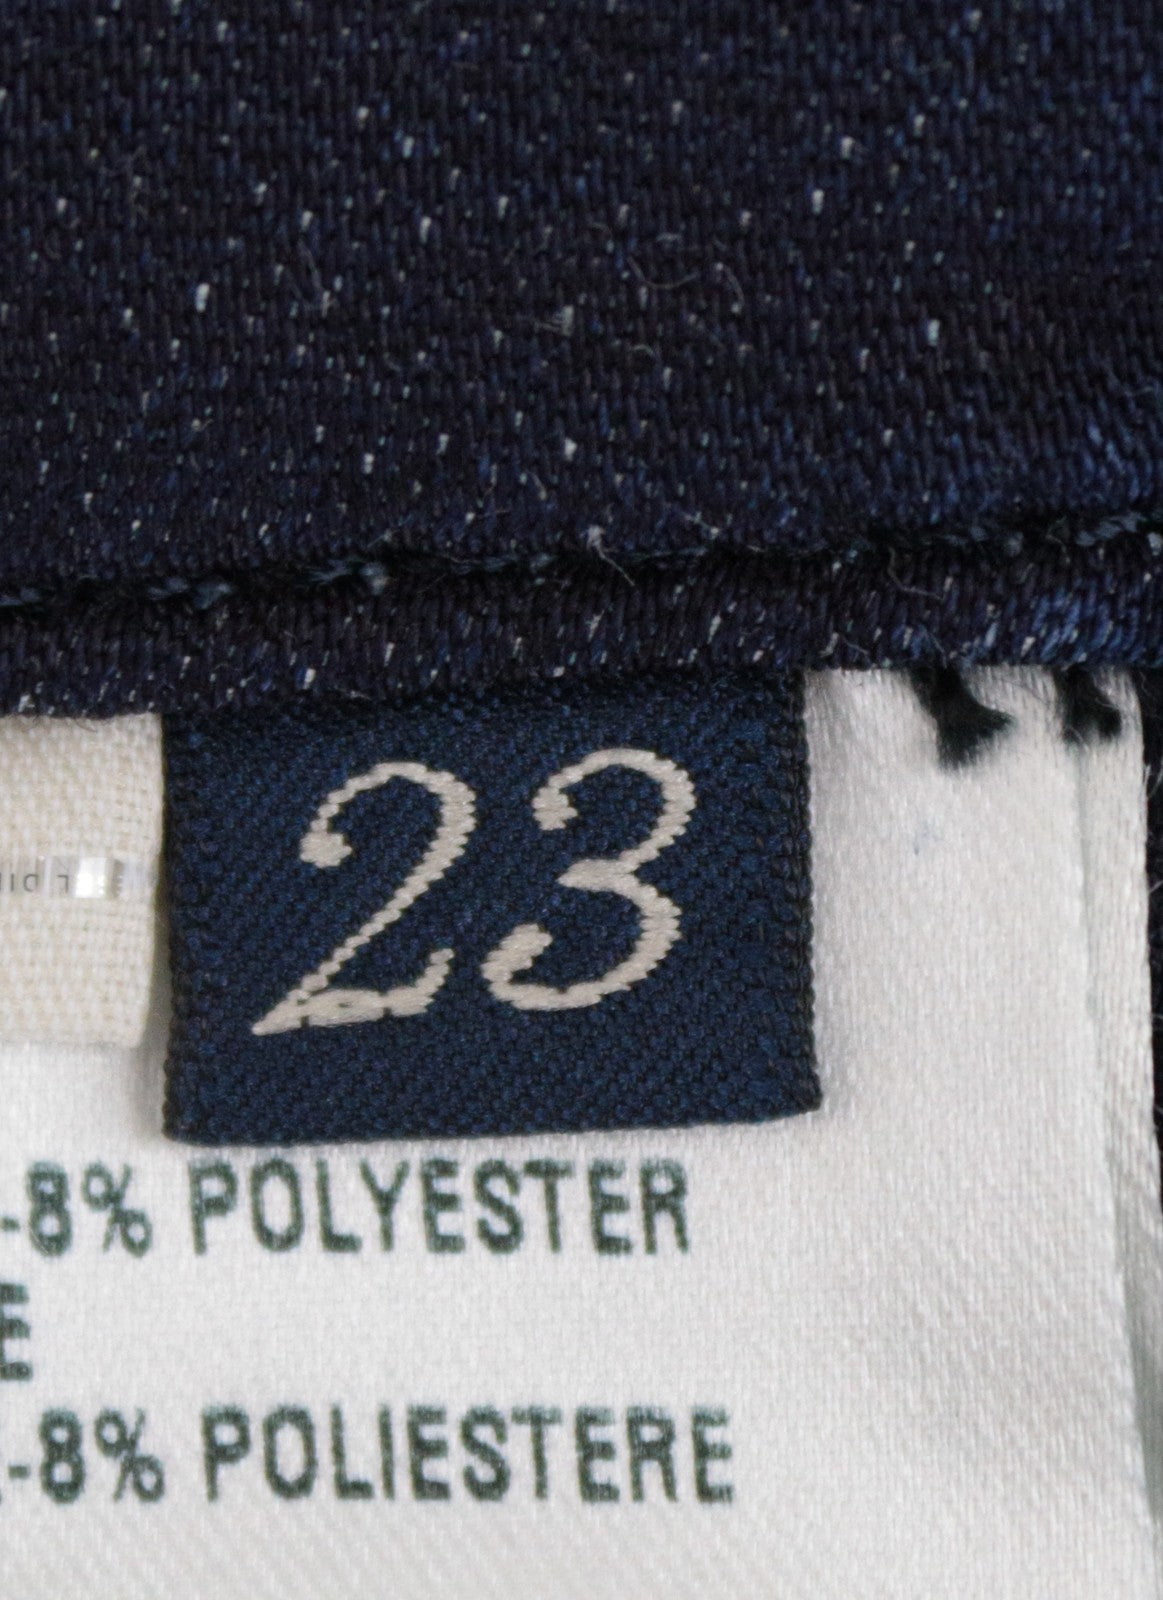 23
-8% POLYESTER
E
-8% POLIESTERE